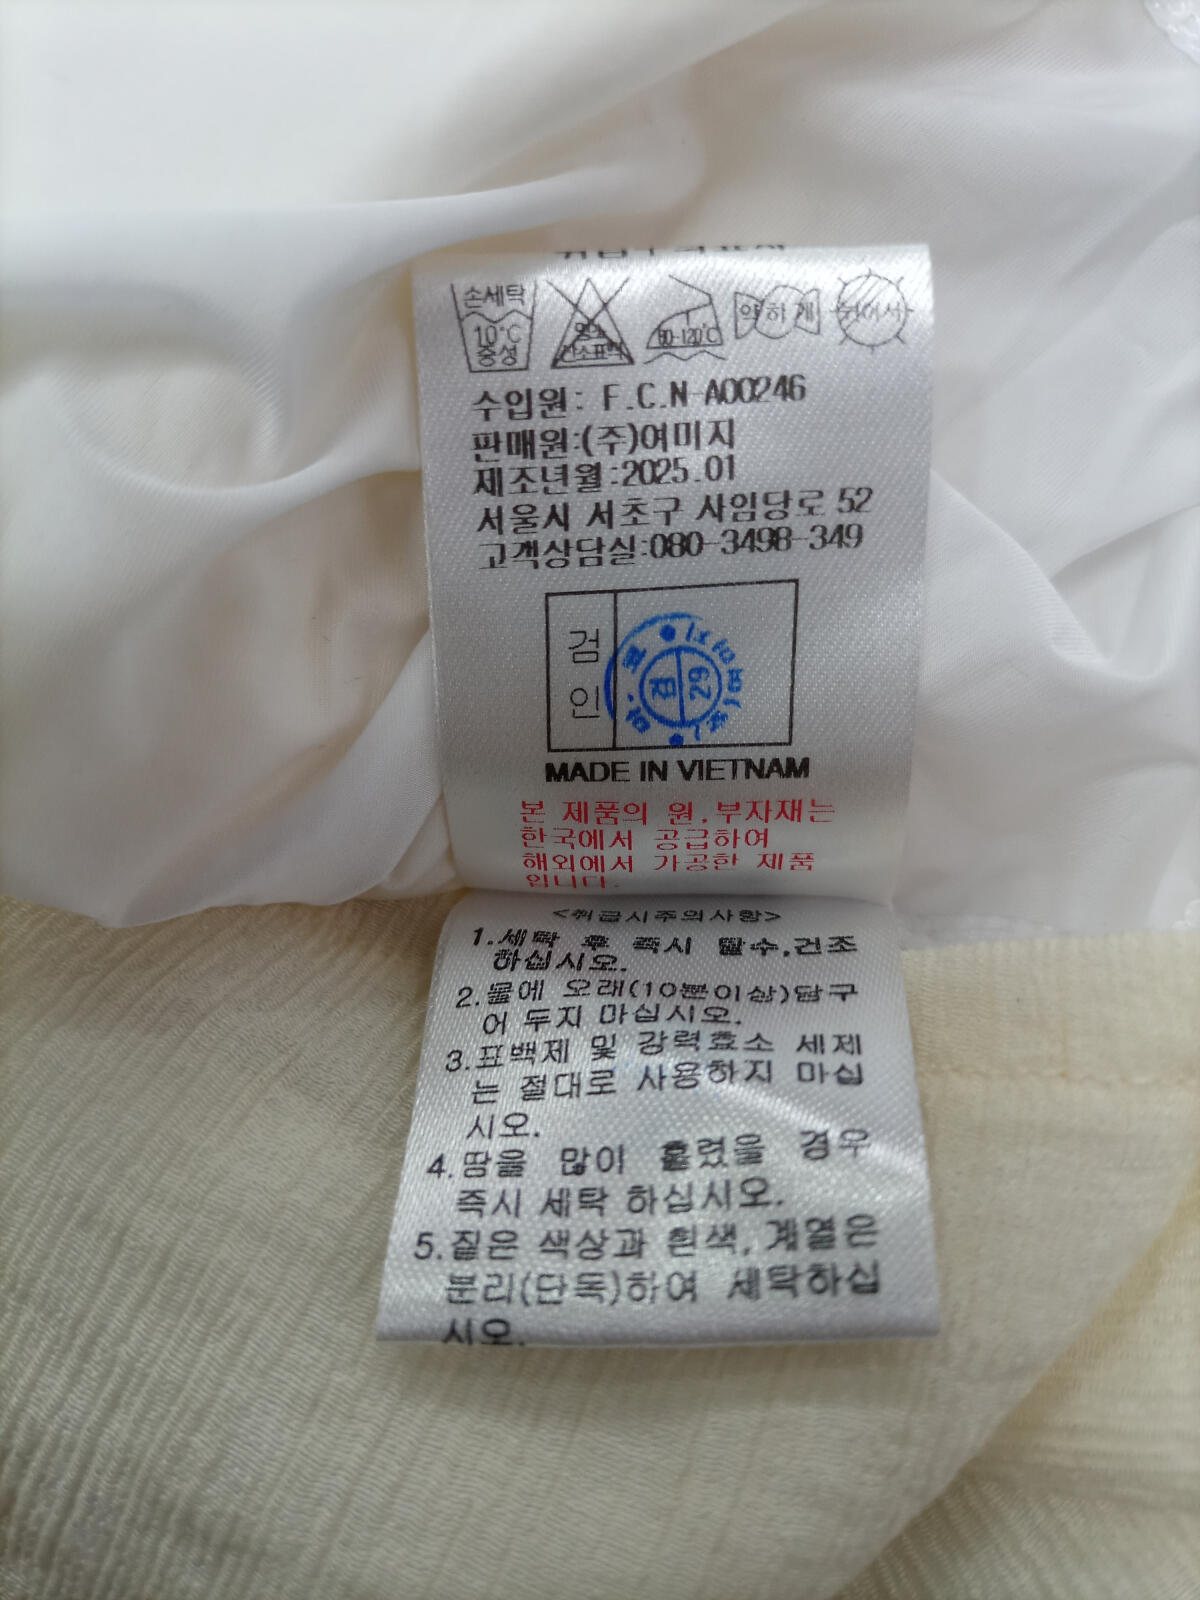 손세탁
10℃
중성
염소
산소표백
80-120℃
약하게
뉘어서
수입원: F.C.N-A00246
판매원:(주)여미지
제조년월:2025.01
서울시 서초구 사임당로 52
고객상담실:080-3498-349
검
인
검 29
MADE IN VIETNAM
본 제품의 원,부자재는
한국에서 공급하여
해외에서 가공한 제품
입니다.
<취급시주의사항>
1.세탁 후 즉시 탈수,건조
하십시오.
2.물에 오래(10분이상)담구
어 두지 마십시오.
3.표백제 및 강력효소 세제
는 절대로 사용하지 마십
시오.
4.땀을 많이 흘렸을 경우
즉시 세탁 하십시오.
5.짙은 색상과 흰색, 계열은
분리(단독)하여 세탁하십
시오.